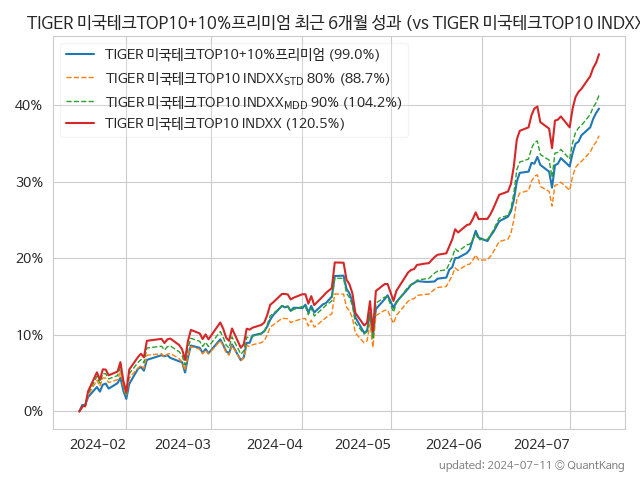 TIGER 미국테크TOP10+10%프리미엄 최근 6개월 성과 (vs TIGER 미국테크TOP10 INDXX
TIGER 미국테크TOP10+10%프리미엄 (99.0%)
TIGER 미국테크TOP10 INDXX_STD 80% (88.7%)
TIGER 미국테크TOP10 INDXX_MDD 90% (104.2%)
TIGER 미국테크TOP10 INDXX (120.5%)
40%
30%
20%
10%
0%
2024-02 2024-03 2024-04 2024-05 2024-06 2024-07
updated: 2024-07-11 © QuantKang